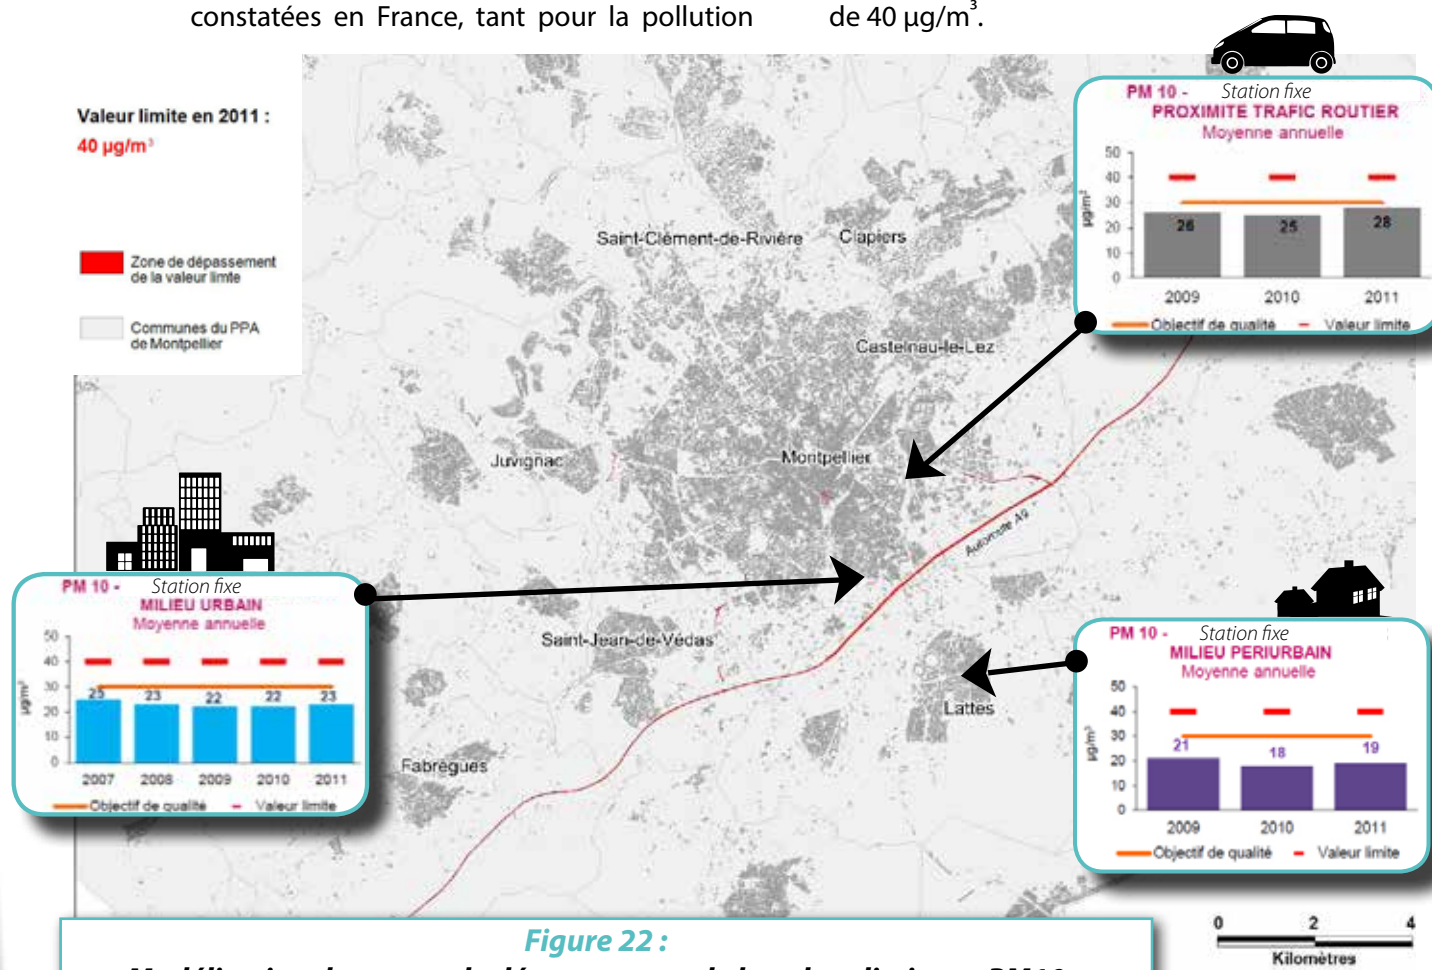 constatées en France, tant pour la pollution
de 40 µg/m³.
Valeur limite en 2011 :
40 µg/m³
Zone de dépassement
de la valeur limte
Communes du PPA
de Montpellier
PM 10 - Station fixe
PROXIMITE TRAFIC ROUTIER
Moyenne annuelle
µg/m³
50
40
30
20
10
0
26
25
28
2009 2010 2011
Objectif de qualité Valeur limite
Saint-Clément-de-Rivière
Clapiers
Castelnau-le-Lez
Montpellier
Juvignac
Automoute A9
Saint-Jean-de-Védas
Lattes
Fabrègues
PM 10 - Station fixe
MILIEU URBAIN
Moyenne annuelle
µg/m³
50
40
30
20
10
0
25
23
22
22
23
2007 2008 2009 2010 2011
Objectif de qualité Valeur limite
PM 10 - Station fixe
MILIEU PERIURBAIN
Moyenne annuelle
µg/m³
50
40
30
20
10
0
21
18
19
2009 2010 2011
Objectif de qualité Valeur limite
0 2 4
Kilomètres
Figure 22 :